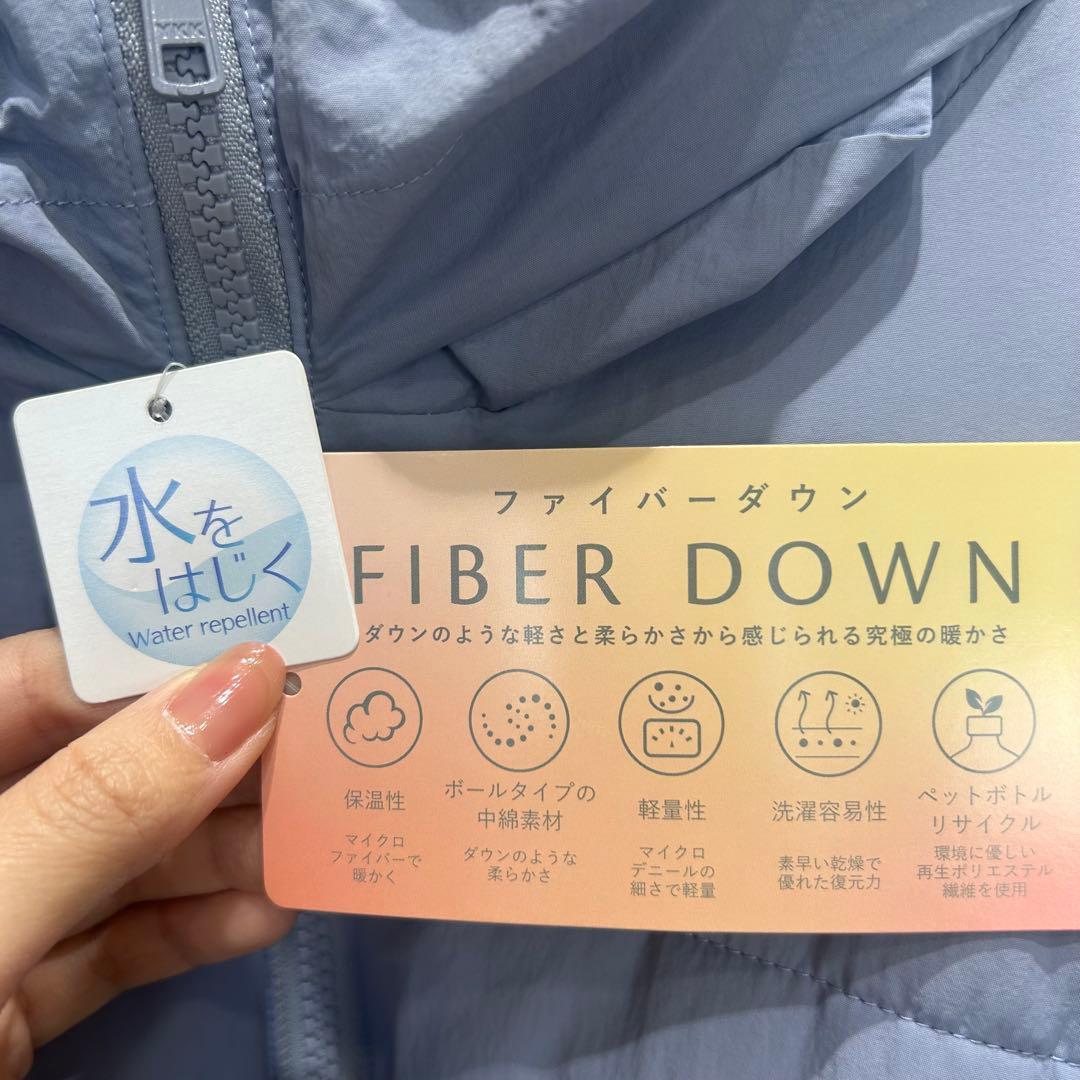 YKK
水を
はじく
Water repellent
ファイバーダウン
FIBER DOWN
ダウンのような軽さと柔らかさから感じられる究極の暖かさ
保温性
マイクロ
ファイバーで
暖かく
ボールタイプの
中綿素材
ダウンのような
柔らかさ
軽量性
マイクロ
デニールの
細さで軽量
洗濯容易性
素早い乾燥で
優れた復元力
ペットボトル
リサイクル
環境に優しい
再生ポリエステル
繊維を使用